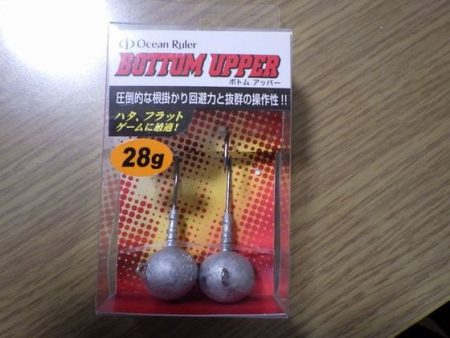 Ocean Ruler
BOTTOM UPPER
ボトム アッパー
圧倒的な根掛かり回避力と抜群の操作性!!
ハタ、フラット
ゲームに最適!
28g